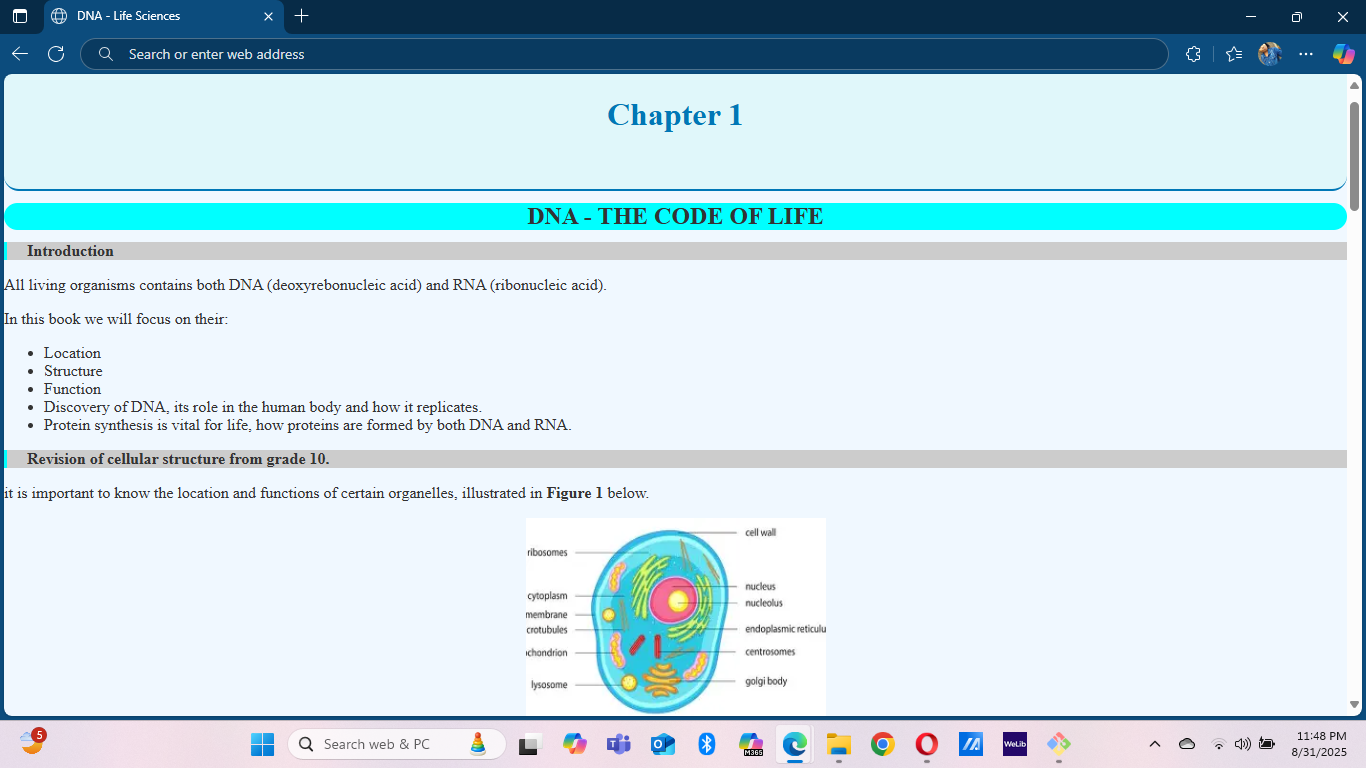 DNA - Life Sciences
Search or enter web address
Chapter 1
DNA - THE CODE OF LIFE
Introduction
All living organisms contains both DNA (deoxyrebonucleic acid) and RNA (ribonucleic acid).
In this book we will focus on their:
Location
Structure
Function
Discovery of DNA, its role in the human body and how it replicates.
Protein synthesis is vital for life, how proteins are formed by both DNA and RNA.
Revision of cellular structure from grade 10.
it is important to know the location and functions of certain organelles, illustrated in Figure 1 below.
cell wall
ribosomes
nucleus
cytoplasm
nucleolus
membrane
crotubules
endoplasmic reticulu
chondrion
centrosomes
lysosome
golgi body
5
Search web & PC
M365
WeLib
11:48 PM
8/31/2025